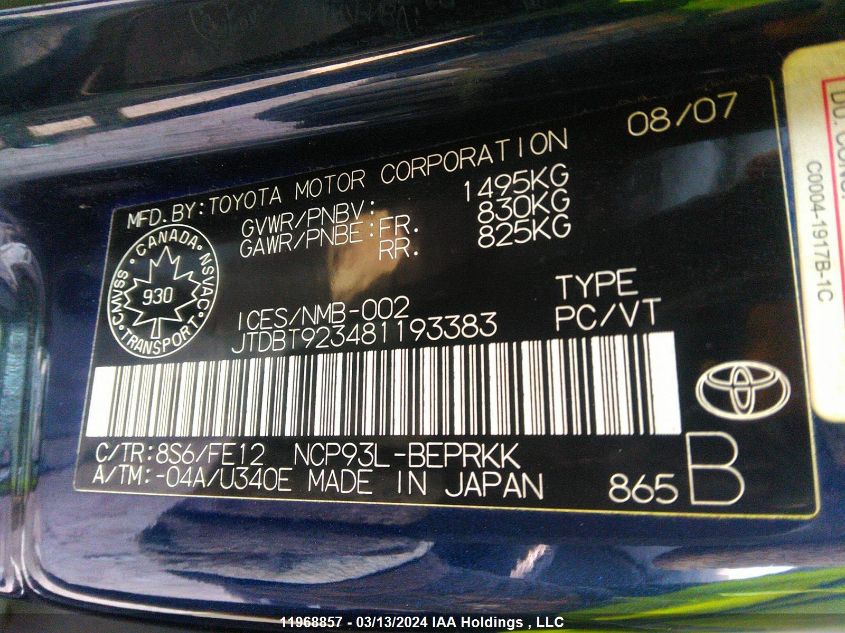 08/07
MFD.BY:TOYOTA MOTOR CORPORATION
GVWR/PNBV: 1495KG
GAWR/PNBE:FR. 830KG
RR. 825KG
CANADA
CMVSS NSVAC
930
TRANSPORT
ICES/NMB-002 TYPE
JTDBT923481193383 PC/VT
C/TR:8S6/FE12 NCP93L-BEPRKK
A/TM:-04A/U340E MADE IN JAPAN 865 B
C0004-1917B-1C
11968857 - 03/13/2024 IAA Holdings , LLC